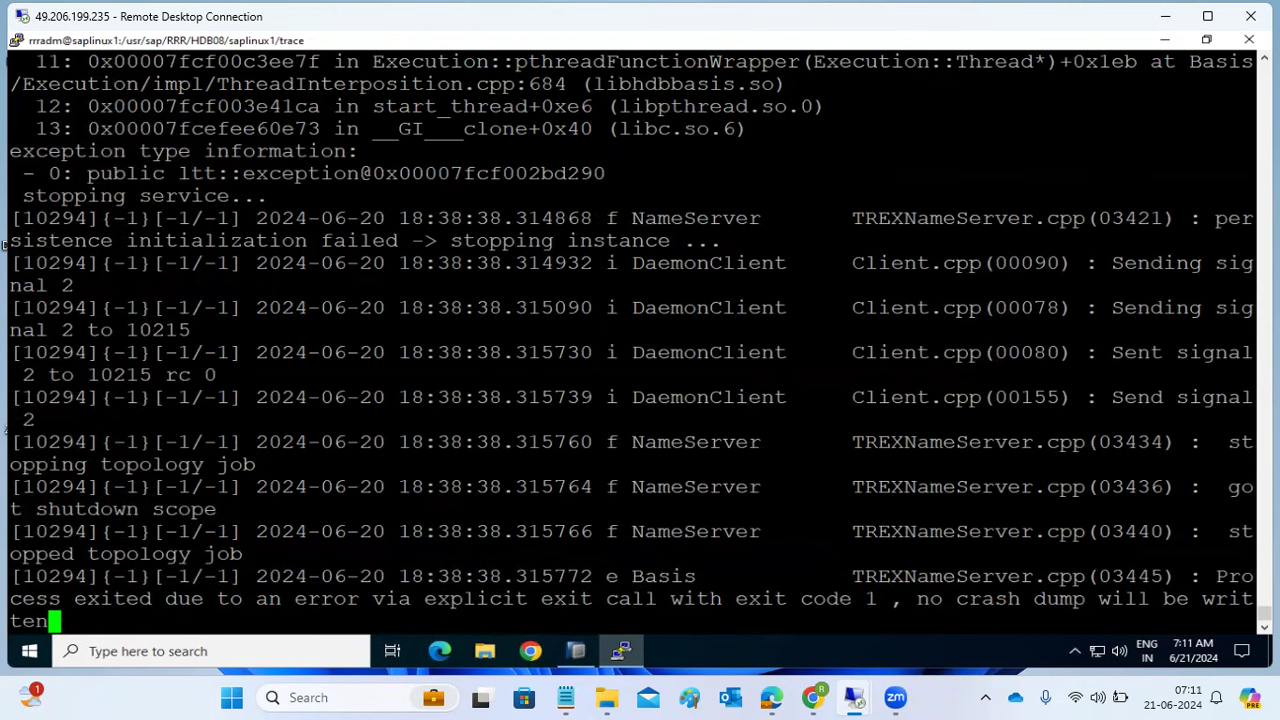 49.206.199.235 - Remote Desktop Connection
rrradm@saplinux1:/usr/sap/RRR/HDB08/saplinux1/trace
11: 0x00007fcf00c3ee7f in Execution::pthreadFunctionWrapper(Execution::Thread*)+0x1eb at Basis
/Execution/impl/ThreadInterposition.cpp:684 (libhdbbasis.so)
12: 0x00007fcf003e41ca in start_thread+0xe6 (libpthread.so.0)
13: 0x00007fcefee60e73 in __GI___clone+0x40 (libc.so.6)
exception type information:
- 0: public ltt::exception@0x00007fcf002bd290
stopping service...
[10294]{-1}[-1/-1] 2024-06-20 18:38:38.314868 f NameServer TREXNameServer.cpp(03421) : per
sistence initialization failed -> stopping instance ...
[10294]{-1}[-1/-1] 2024-06-20 18:38:38.314932 i DaemonClient Client.cpp(00090) : Sending sig
nal 2
[10294]{-1}[-1/-1] 2024-06-20 18:38:38.315090 i DaemonClient Client.cpp(00078) : Sending sig
nal 2 to 10215
[10294]{-1}[-1/-1] 2024-06-20 18:38:38.315730 i DaemonClient Client.cpp(00080) : Sent signal
2 to 10215 rc 0
[10294]{-1}[-1/-1] 2024-06-20 18:38:38.315739 i DaemonClient Client.cpp(00155) : Send signal
2
[10294]{-1}[-1/-1] 2024-06-20 18:38:38.315760 f NameServer TREXNameServer.cpp(03434) : st
opping topology job
[10294]{-1}[-1/-1] 2024-06-20 18:38:38.315764 f NameServer TREXNameServer.cpp(03436) : go
t shutdown scope
[10294]{-1}[-1/-1] 2024-06-20 18:38:38.315766 f NameServer TREXNameServer.cpp(03440) : st
opped topology job
[10294]{-1}[-1/-1] 2024-06-20 18:38:38.315772 e Basis TREXNameServer.cpp(03445) : Pro
cess exited due to an error via explicit exit call with exit code 1 , no crash dump will be writ
ten
Type here to search
ENG
IN
7:11 AM
6/21/2024
1
Search
R
zm
07:11
21-06-2024
PRE